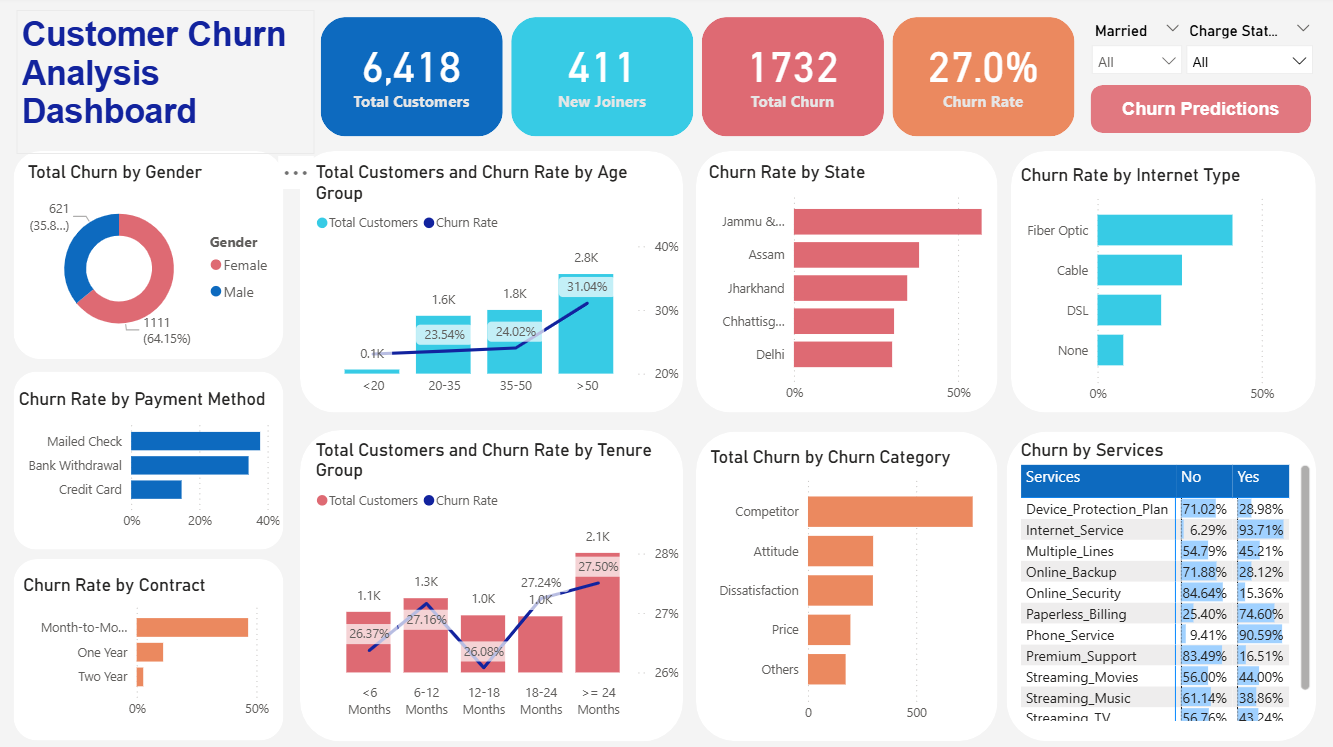 Customer Churn
Analysis
Dashboard
6,418
Total Customers
411
New Joiners
1732
Total Churn
27.0%
Churn Rate
Married
All
Charge Stat...
All
Churn Predictions
Total Churn by Gender
621
(35.8...)
1111
(64.15%)
Gender
Female
Male
Total Customers and Churn Rate by Age
Group
Total Customers Churn Rate
40%
30%
20%
0.1K
1.6K
1.8K
2.8K
23.54%
24.02%
31.04%
<20 20-35 35-50 >50
Churn Rate by State
Jammu &...
Assam
Jharkhand
Chhattisg...
Delhi
0% 50%
Churn Rate by Internet Type
Fiber Optic
Cable
DSL
None
0% 50%
Churn Rate by Payment Method
Mailed Check
Bank Withdrawal
Credit Card
0% 20% 40%
Churn Rate by Contract
Month-to-Mo...
One Year
Two Year
0% 50%
Total Customers and Churn Rate by Tenure
Group
Total Customers Churn Rate
28%
27%
26%
1.1K
1.3K
1.0K
1.0K
2.1K
26.37%
27.16%
26.08%
27.24%
27.50%
<6 6-12 12-18 18-24 >= 24
Months Months Months Months Months
Total Churn by Churn Category
Competitor
Attitude
Dissatisfaction
Price
Others
0 500
Churn by Services
Services No Yes
Device_Protection_Plan 71.02% 28.98%
Internet_Service 6.29% 93.71%
Multiple_Lines 54.79% 45.21%
Online_Backup 71.88% 28.12%
Online_Security 84.64% 15.36%
Paperless_Billing 25.40% 74.60%
Phone_Service 9.41% 90.59%
Premium_Support 83.49% 16.51%
Streaming_Movies 56.00% 44.00%
Streaming_Music 61.14% 38.86%
Streaming_TV 56.76% 43.24%